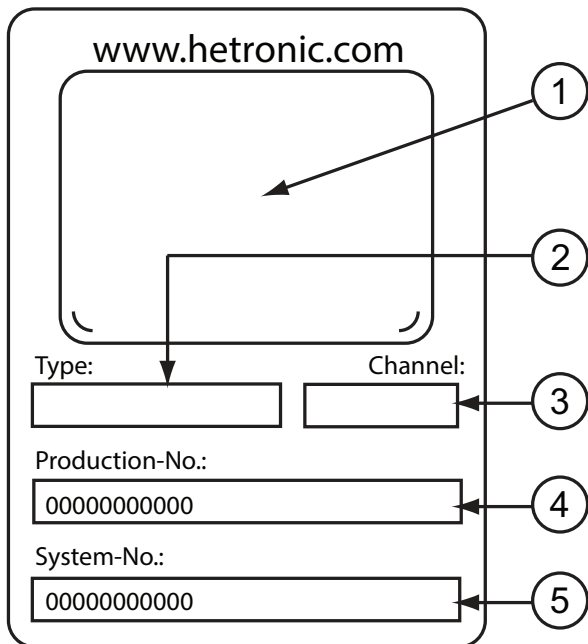 www.hetronic.com
1
2
Type: Channel:
3
Production-No.:
00000000000
4
System-No.:
00000000000
5